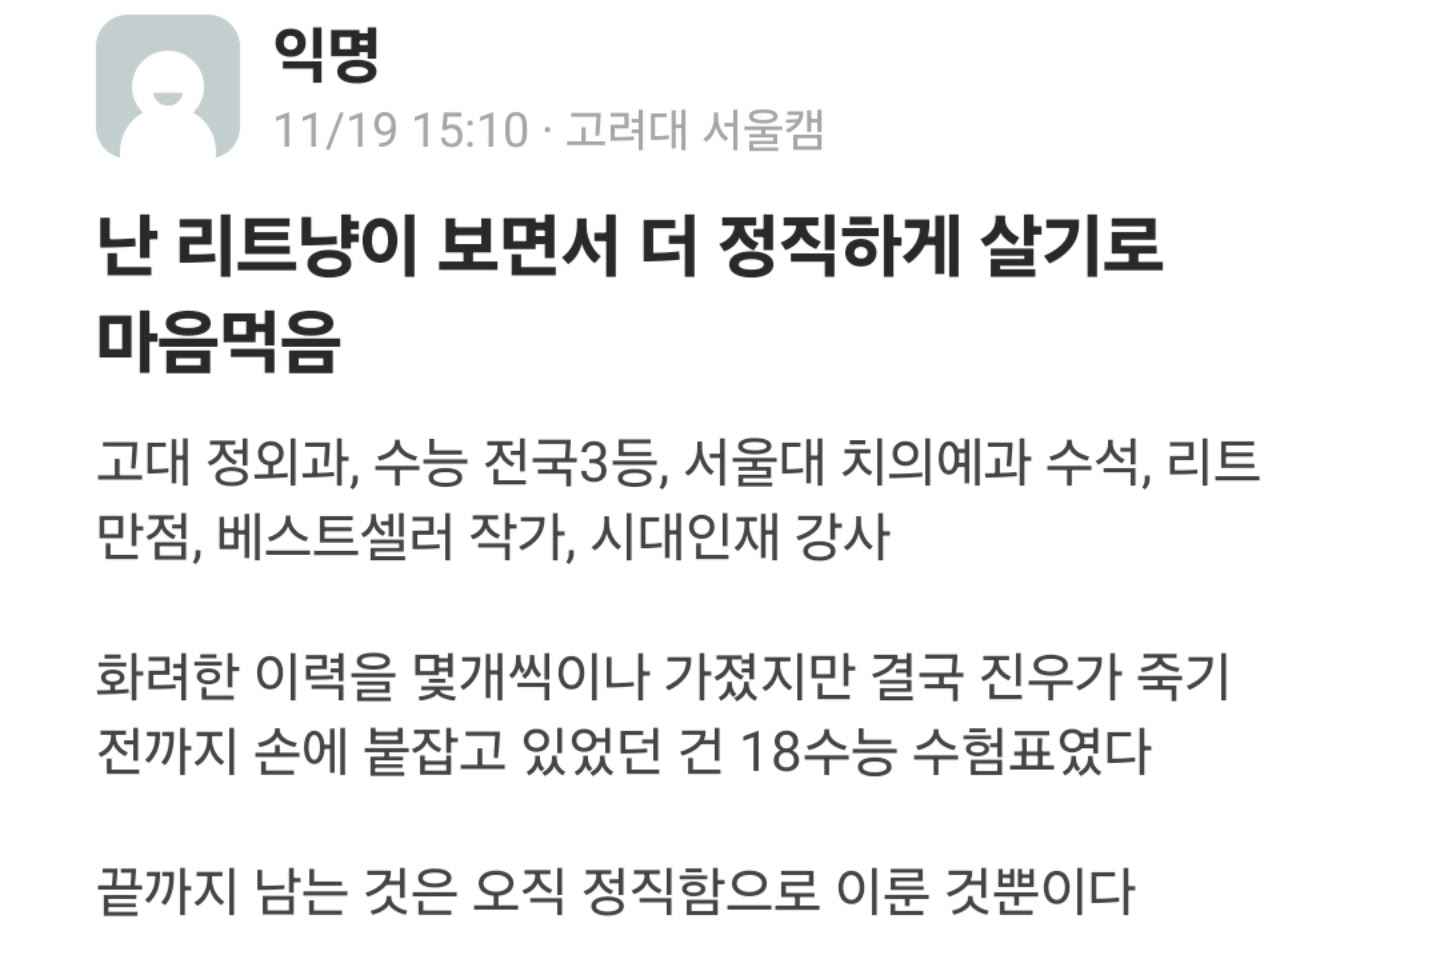 익명
11/19 15:10 · 고려대 서울캠
난 리트냥이 보면서 더 정직하게 살기로
마음먹음
고대 정외과, 수능 전국3등, 서울대 치의예과 수석, 리트
만점, 베스트셀러 작가, 시대인재 강사
화려한 이력을 몇개씩이나 가졌지만 결국 진우가 죽기
전까지 손에 붙잡고 있었던 건 18수능 수험표였다
끝까지 남는 것은 오직 정직함으로 이룬 것뿐이다